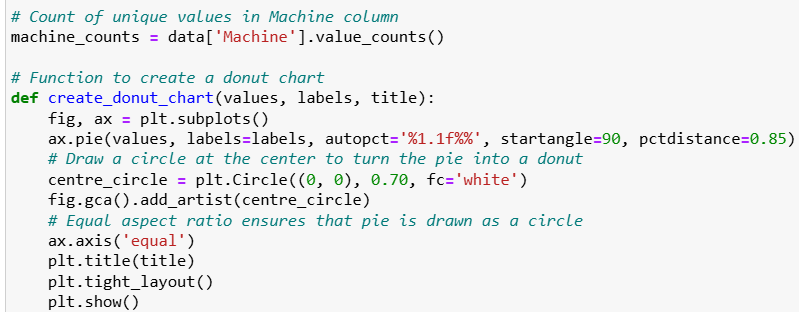 # Count of unique values in Machine column
machine_counts = data['Machine'].value_counts()

# Function to create a donut chart
def create_donut_chart(values, labels, title):
    fig, ax = plt.subplots()
    ax.pie(values, labels=labels, autopct='%1.1f%%', startangle=90, pctdistance=0.85)
    # Draw a circle at the center to turn the pie into a donut
    centre_circle = plt.Circle((0, 0), 0.70, fc='white')
    fig.gca().add_artist(centre_circle)
    # Equal aspect ratio ensures that pie is drawn as a circle
    ax.axis('equal')
    plt.title(title)
    plt.tight_layout()
    plt.show()